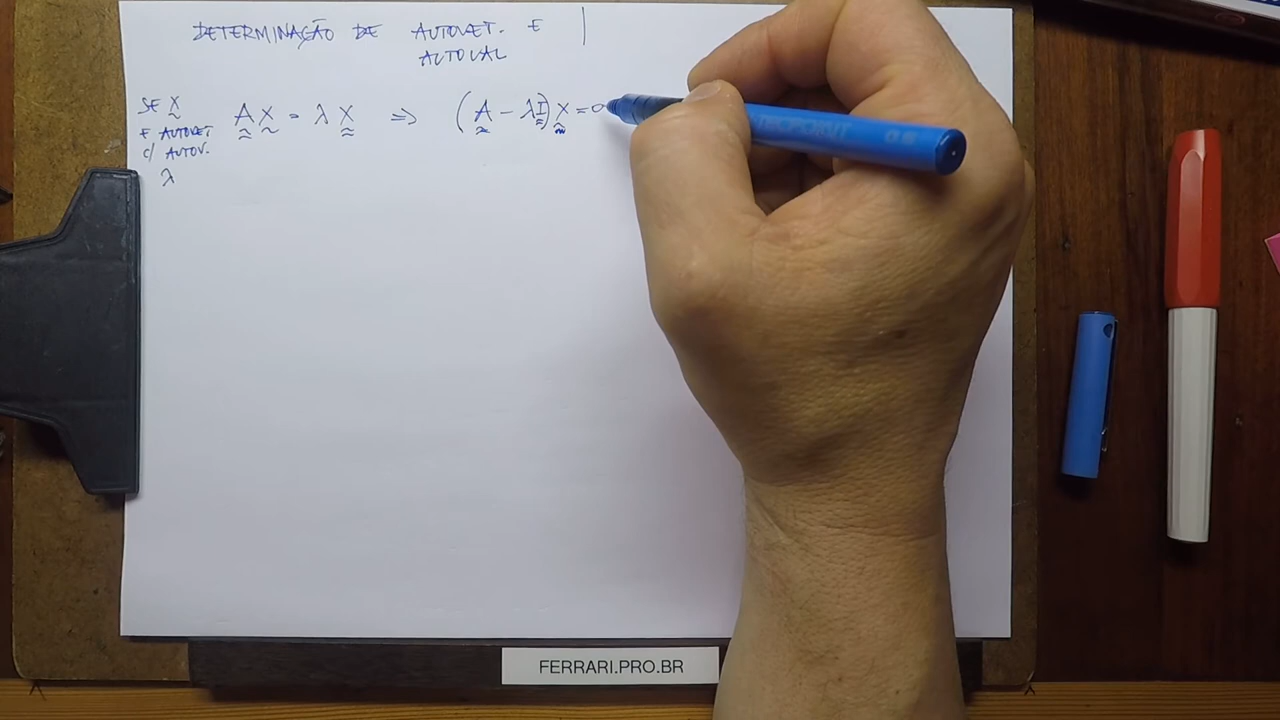 DETERMINAÇÃO DE AUTOVET. E
AUTOVAL
SE X
É AUTOVET
C/ AUTOV.
λ
A X = λ X ⇒ (A - λI) X = 0
FERRARI.PRO.BR